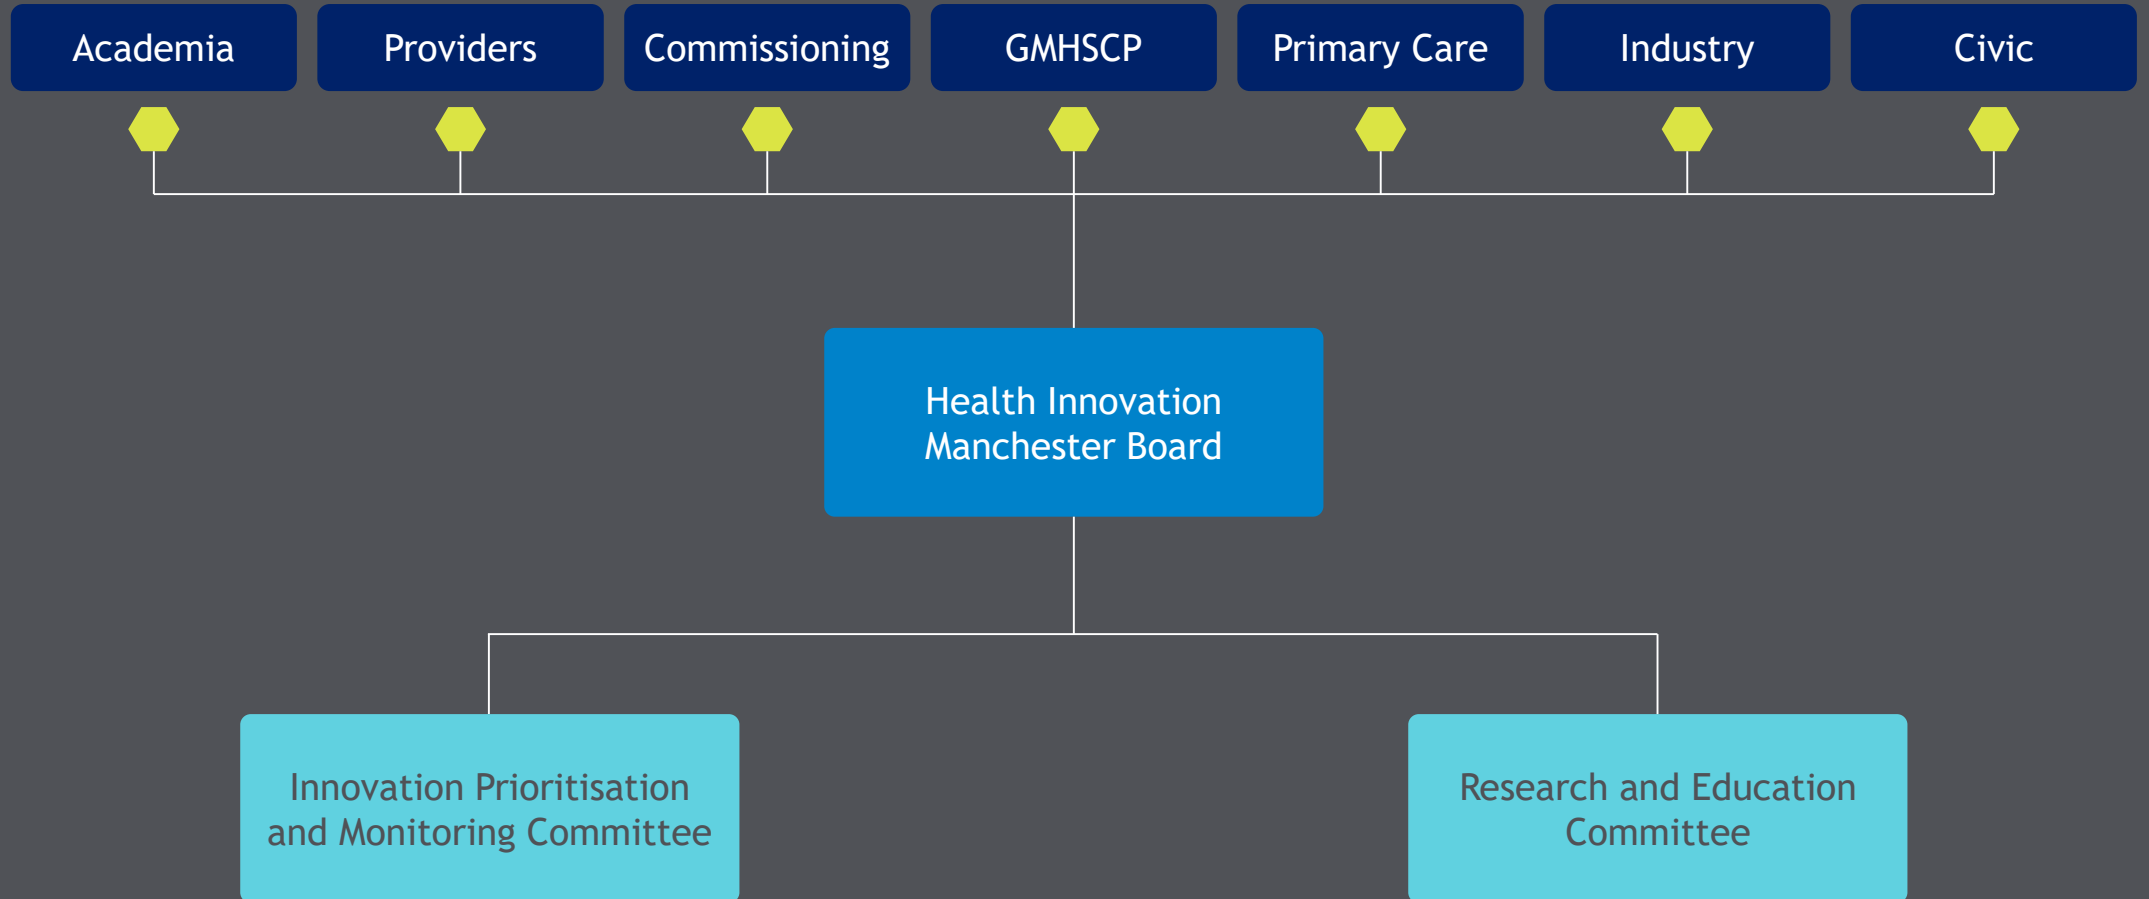 Academia
Providers
Commissioning
GMHSCP
Primary Care
Industry
Civic
Health Innovation
Manchester Board
Innovation Prioritisation
and Monitoring Committee
Research and Education
Committee